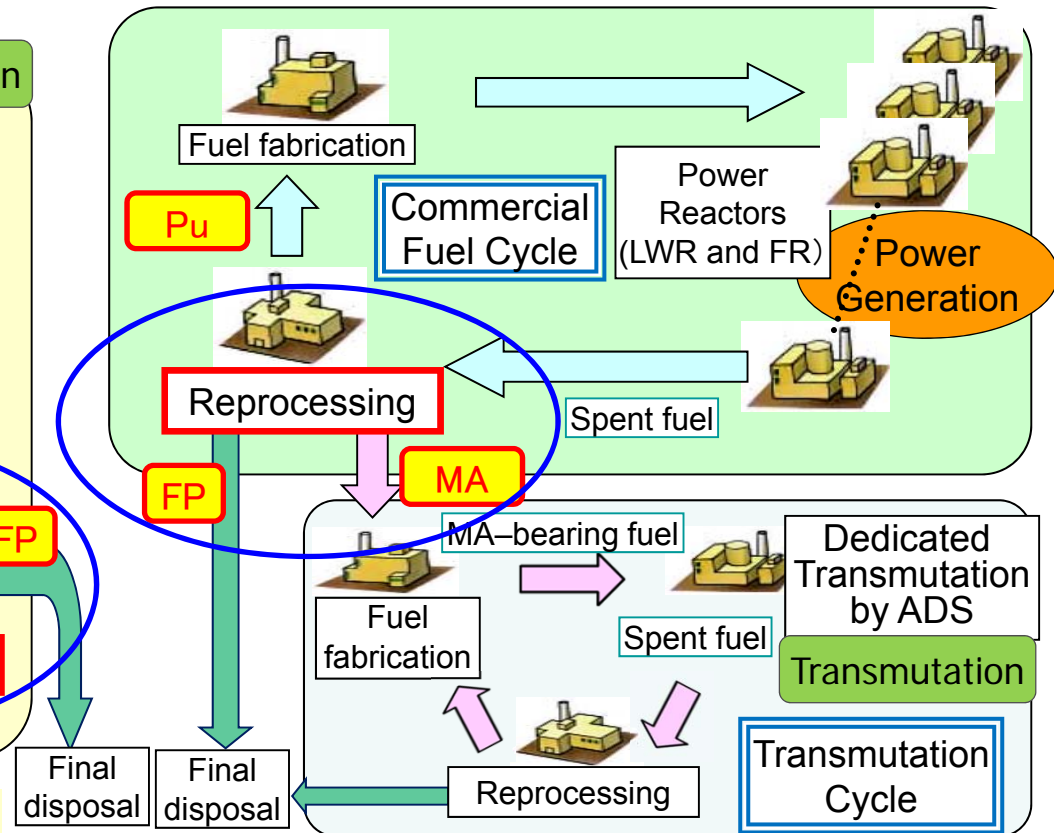 n
Fuel fabrication
Pu
Commercial
Fuel Cycle
Power
Reactors
(LWR and FR）
Power
Generation
Reprocessing
Spent fuel
FP
MA
FP
MA–bearing fuel
Dedicated
Transmutation
by ADS
Fuel
fabrication
Spent fuel
Transmutation
Final
disposal
Final
disposal
Reprocessing
Transmutation
Cycle